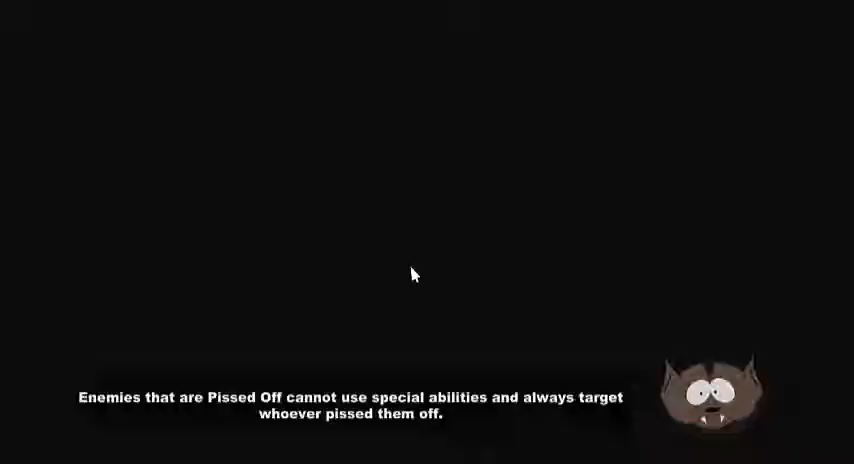 Enemies that are Pissed Off cannot use special abilities and always target
whoever pissed them off.